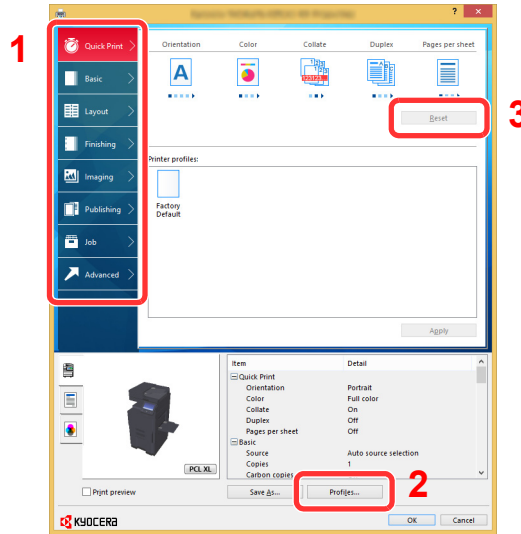 ? ×
1
Quick Print
Basic
Layout
Finishing
Imaging
Publishing
Job
Advanced
Orientation Color Collate Duplex Pages per sheet
A
123123
Reset
3
Printer profiles:
Factory
Default
Apply
Item Detail
Quick Print
Orientation Portrait
Color Full color
Collate On
Duplex Off
Pages per sheet Off
Basic
Source Auto source selection
Copies 1
Carbon copies
PCL XL
Print preview
Save As...
Profiles...
2
KYOCERA
OK Cancel